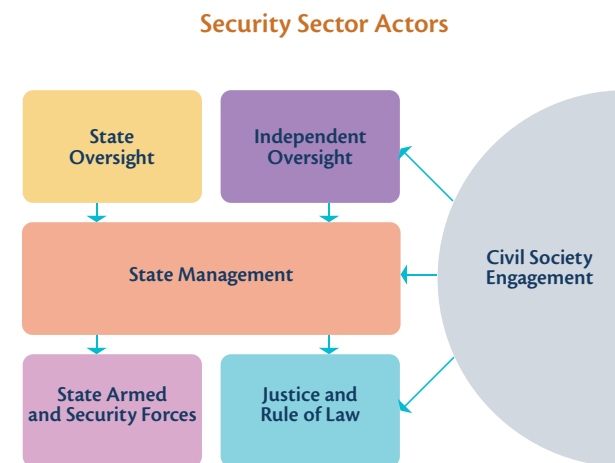 Security Sector Actors
State
Oversight
Independent
Oversight
State Management
Civil Society
Engagement
State Armed
and Security Forces
Justice and
Rule of Law